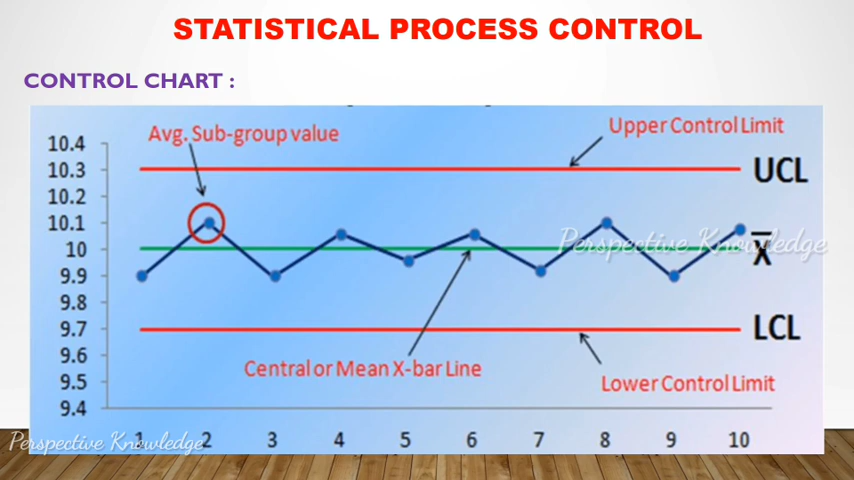 STATISTICAL PROCESS CONTROL
CONTROL CHART :
Avg. Sub-group value
Upper Control Limit
10.4
10.3
UCL
10.2
10.1
10
X̅
Perspective Knowledge
9.9
9.8
9.7
LCL
9.6
Central or Mean X-bar Line
9.5
Lower Control Limit
9.4
1 2 3 4 5 6 7 8 9 10
Perspective Knowledge